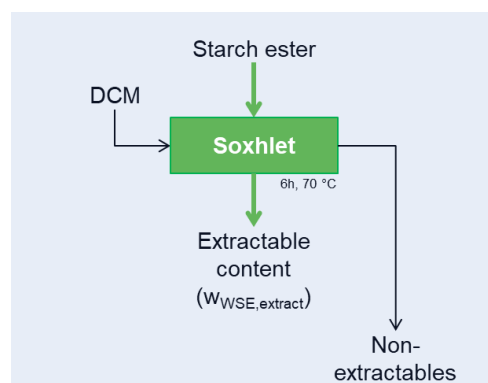 Starch ester
DCM
Soxhlet
6h, 70 °C
Extractable
content
(wWSE,extract)
Non-
extractables